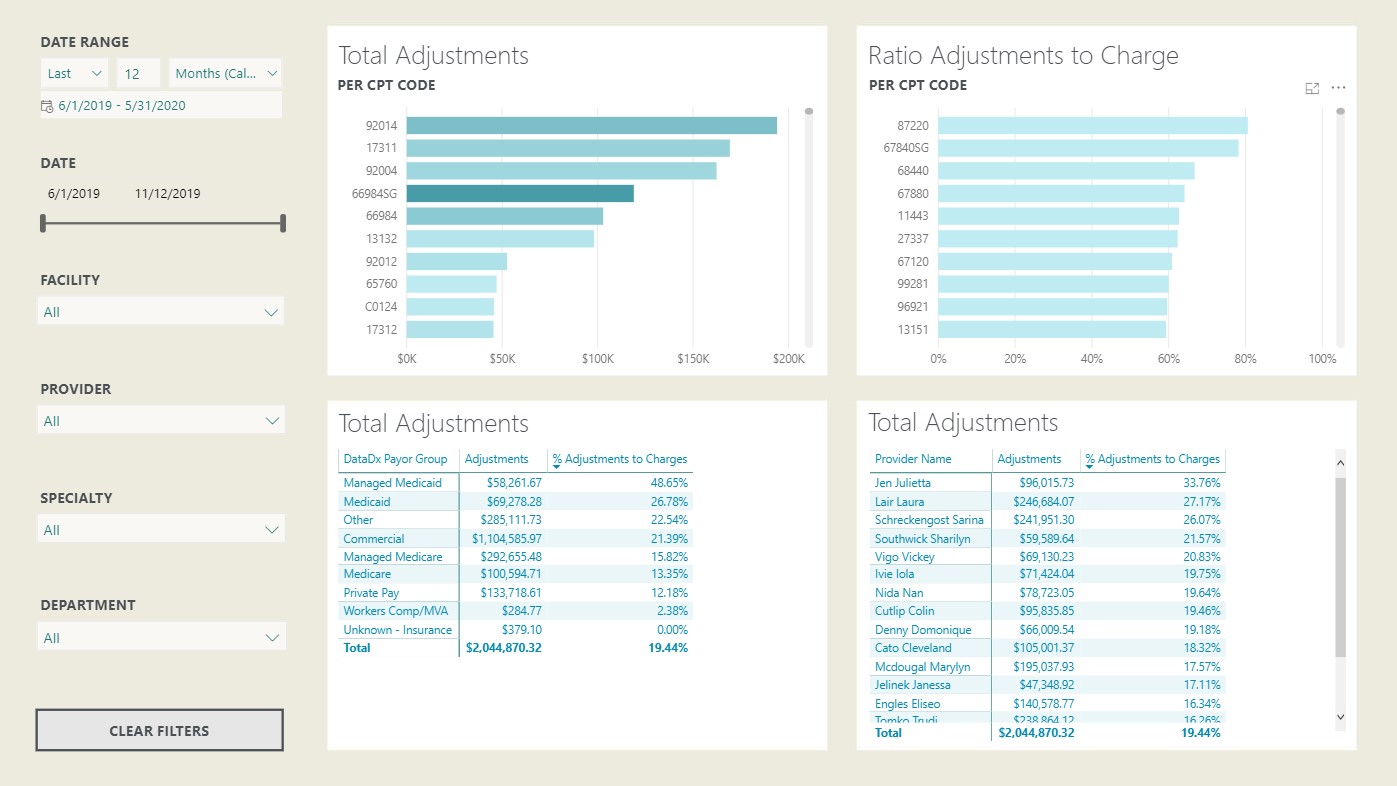 DATE RANGE
Last 12 Months (Cal...
6/1/2019 - 5/31/2020
DATE
6/1/2019 11/12/2019
FACILITY
All
PROVIDER
All
SPECIALTY
All
DEPARTMENT
All
CLEAR FILTERS
Total Adjustments
PER CPT CODE
92014
17311
92004
66984SG
66984
13132
92012
65760
C0124
17312
$0K $50K $100K $150K $200K
Ratio Adjustments to Charge
PER CPT CODE
87220
67840SG
68440
67880
11443
27337
67120
99281
96921
13151
0% 20% 40% 60% 80% 100%
Total Adjustments
DataDx Payor Group Adjustments % Adjustments to Charges
Managed Medicaid $58,261.67 48.65%
Medicaid $69,278.28 26.78%
Other $285,111.73 22.54%
Commercial $1,104,585.97 21.39%
Managed Medicare $292,655.48 15.82%
Medicare $100,594.71 13.35%
Private Pay $133,718.61 12.18%
Workers Comp/MVA $284.77 2.38%
Unknown - Insurance $379.10 0.00%
Total $2,044,870.32 19.44%
Total Adjustments
Provider Name Adjustments % Adjustments to Charges
Jen Julietta $96,015.73 33.76%
Lair Laura $246,684.07 27.17%
Schreckengost Sarina $241,951.30 26.07%
Southwick Sharilyn $59,589.64 21.57%
Vigo Vickey $69,130.23 20.83%
Ivie Iola $71,424.04 19.75%
Nida Nan $78,723.05 19.64%
Cutlip Colin $95,835.85 19.46%
Denny Domonique $66,009.54 19.18%
Cato Cleveland $105,001.37 18.32%
Mcdougal Marylyn $195,037.93 17.57%
Jelinek Janessa $47,348.92 17.11%
Engles Eliseo $140,578.77 16.34%
Tomko Trudi $238,864.12 16.26%
Total $2,044,870.32 19.44%